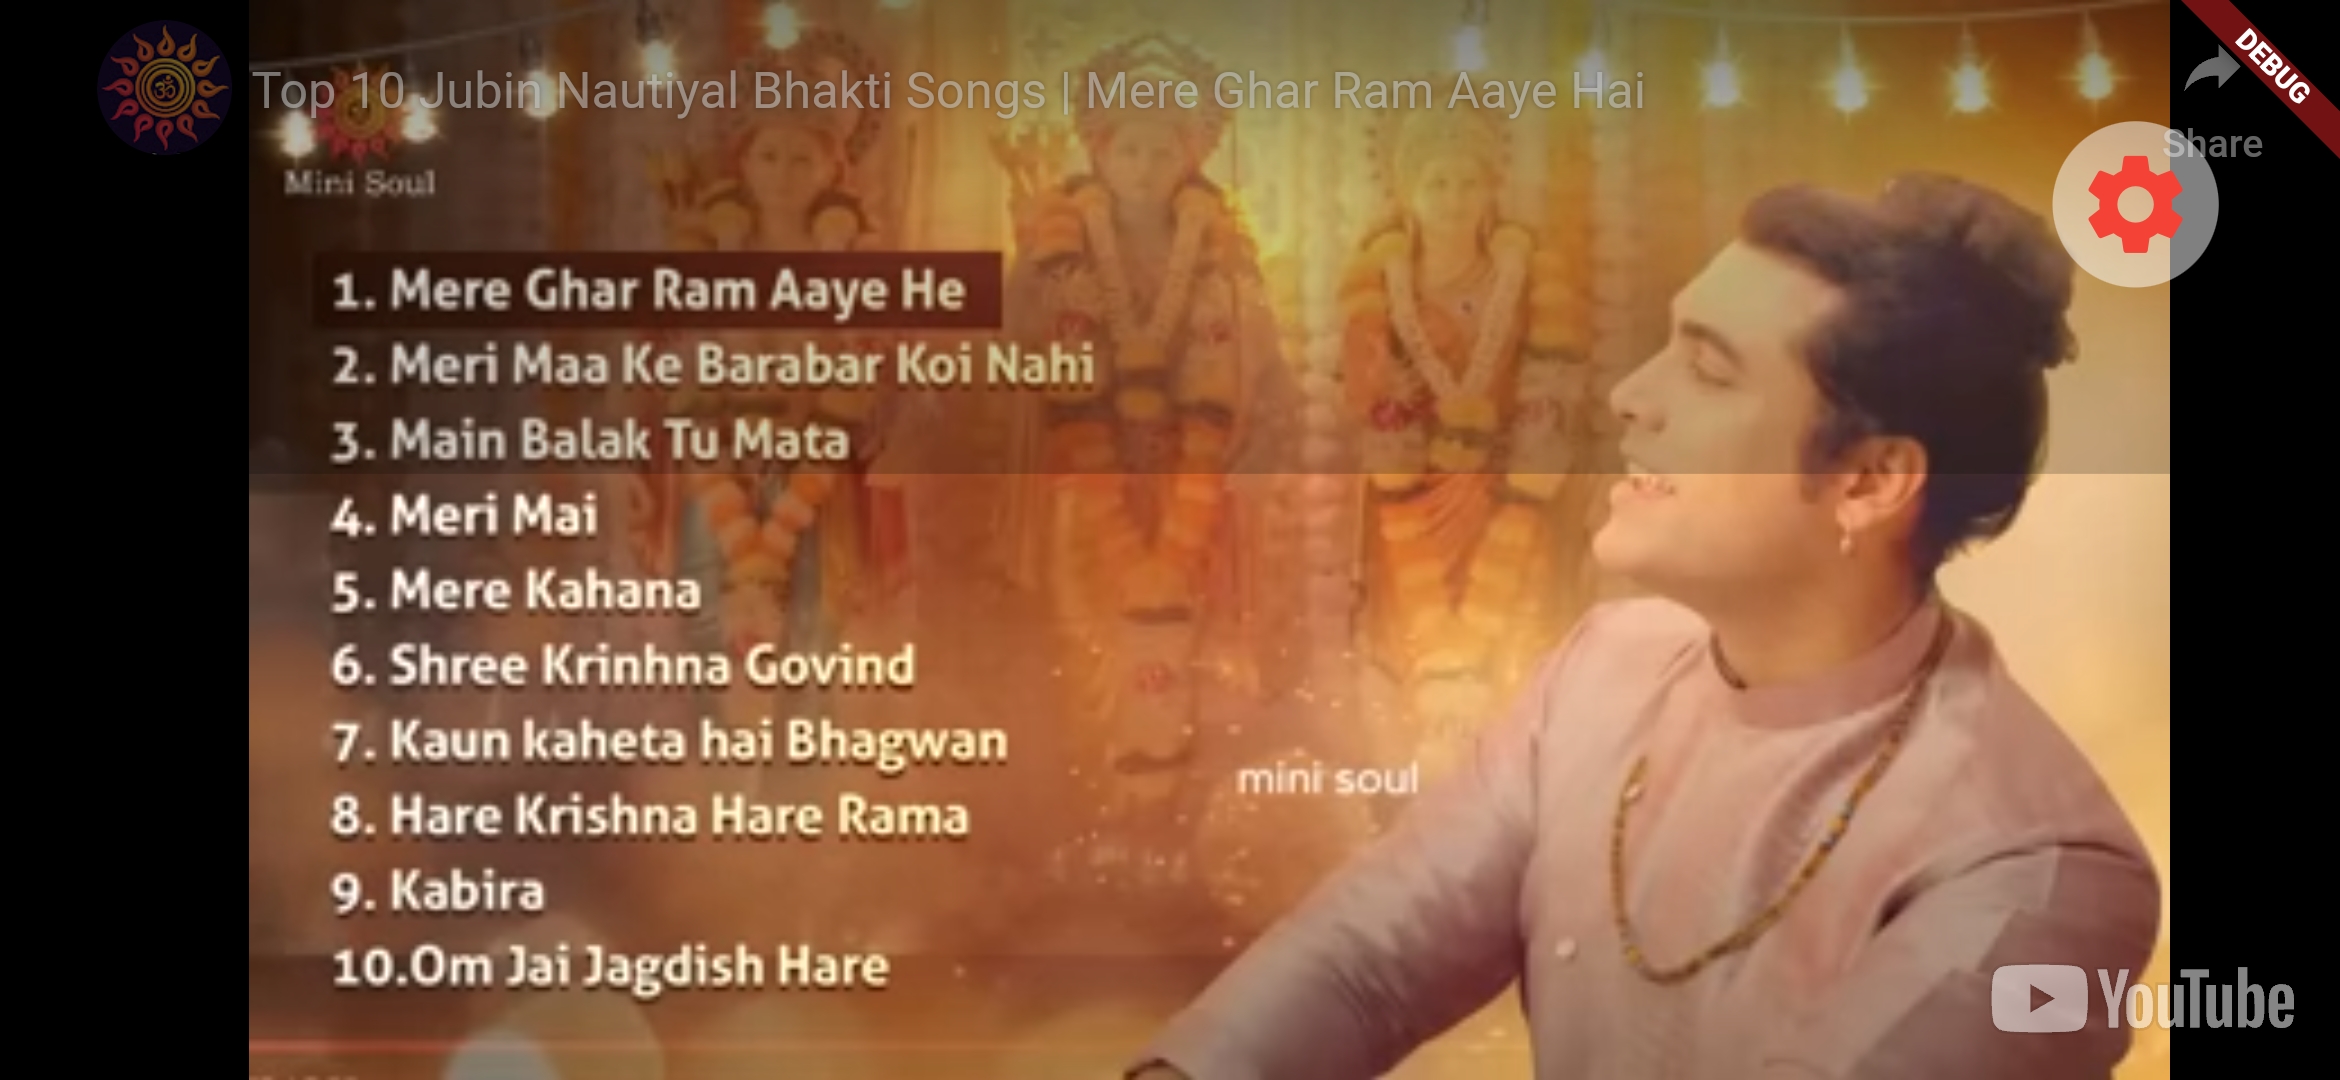 Top 10 Jubin Nautiyal Bhakti Songs | Mere Ghar Ram Aaye Hai
DEBUG
Share
Mini Soul
1. Mere Ghar Ram Aaye He
2. Meri Maa Ke Barabar Koi Nahi
3. Main Balak Tu Mata
4. Meri Mai
5. Mere Kahana
6. Shree Krinhna Govind
7. Kaun kaheta hai Bhagwan
mini soul
8. Hare Krishna Hare Rama
9. Kabira
10.Om Jai Jagdish Hare
YouTube